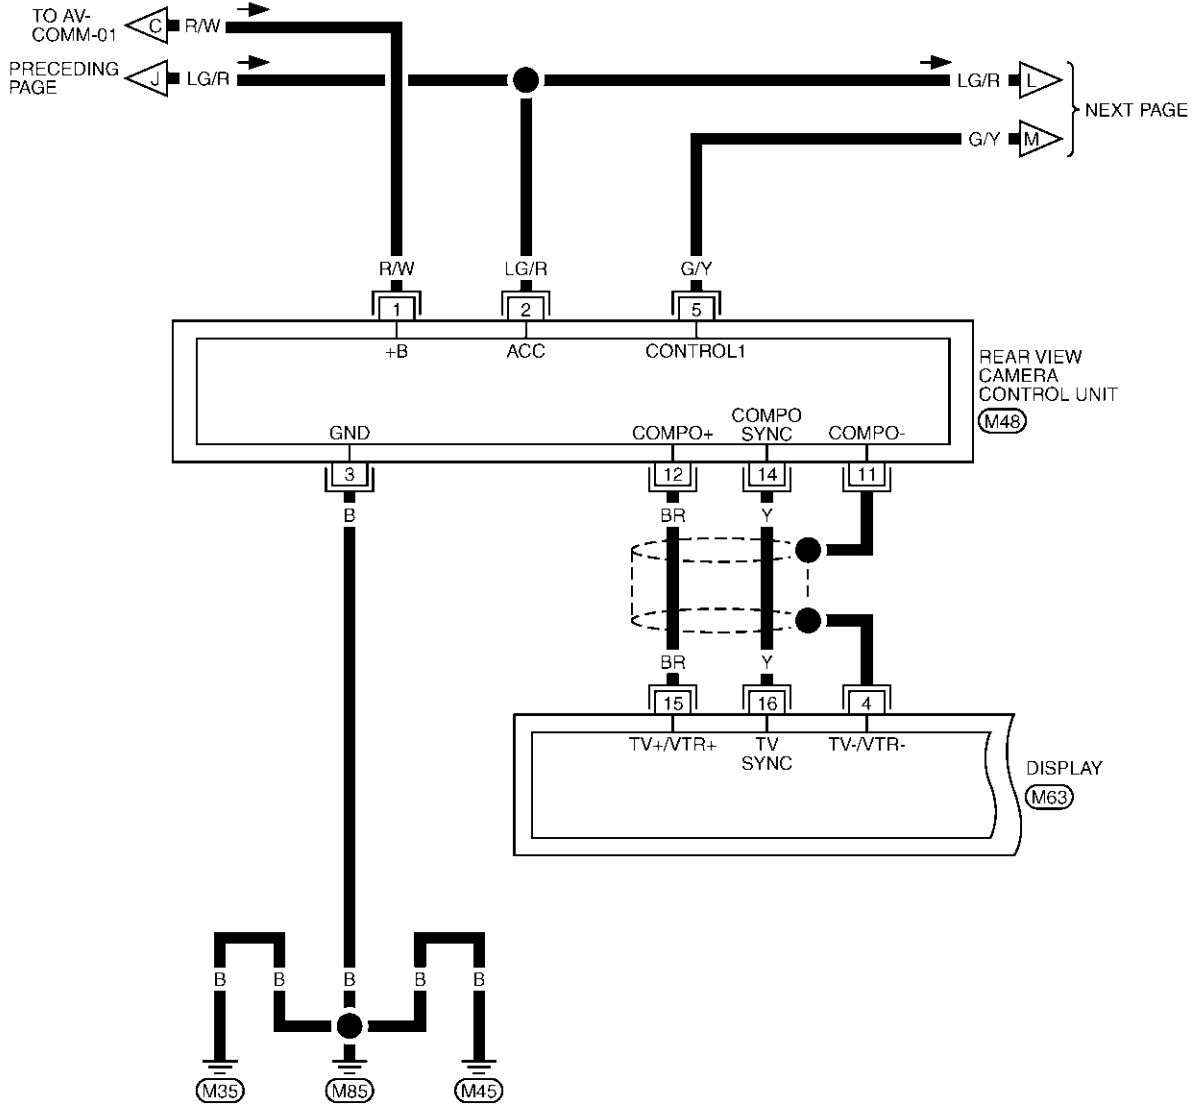 TO AV-
COMM-01
C
R/W
PRECEDING
PAGE
J
LG/R
LG/R
L
G/Y
M
NEXT PAGE
R/W
LG/R
G/Y
1
2
5
+B
ACC
CONTROL1
REAR VIEW
CAMERA
CONTROL UNIT
M48
GND
COMPO+
COMPO
SYNC
COMPO-
3
12
14
11
B
BR
Y
BR
Y
15
16
4
TV+/VTR+
TV
SYNC
TV-/VTR-
DISPLAY
M63
B
B
B
B
B
M35
M85
M45